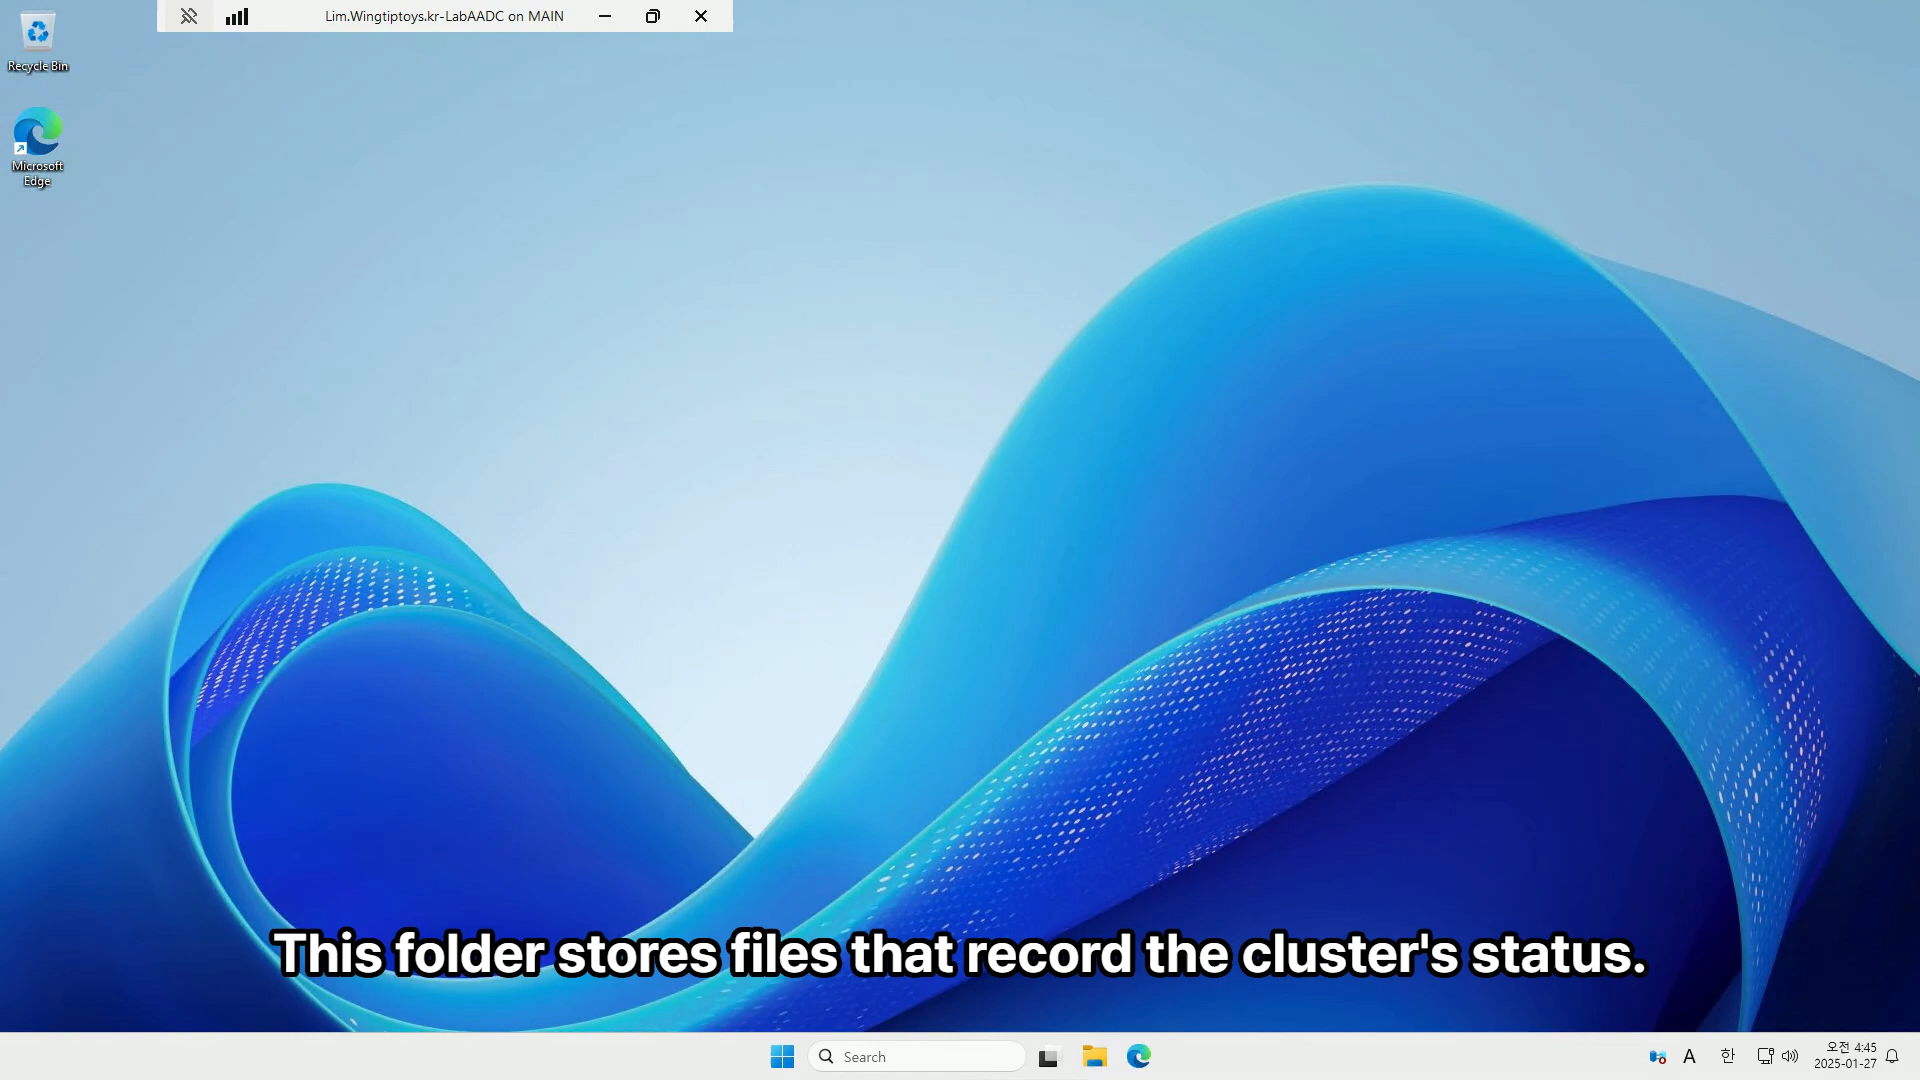 Lim.Wingtiptoys.kr-LabAADC on MAIN
Recycle Bin
Microsoft
Edge
This folder stores files that record the cluster's status.
Search
A
한
오전 4:45
2025-01-27